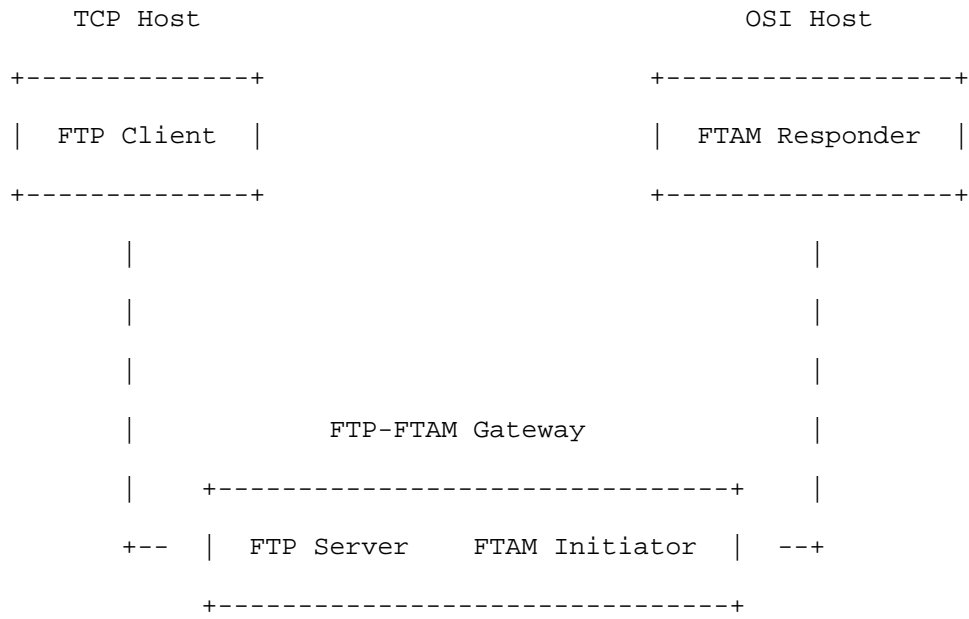 TCP Host OSI Host
+--------------+ +------------------+
| FTP Client | | FTAM Responder |
+--------------+ +------------------+
| |
| |
| |
| FTP-FTAM Gateway |
| +--------------------------------+ |
+-- | FTP Server FTAM Initiator | --+
+--------------------------------+